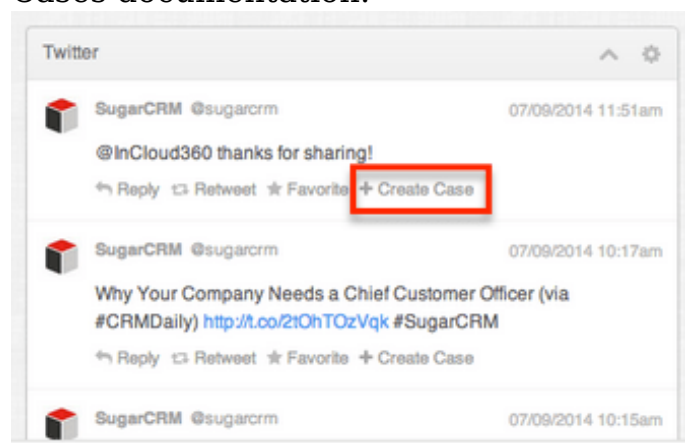 Cases documentation.
Twitter
SugarCRM @sugarcrm 07/09/2014 11:51am
@InCloud360 thanks for sharing!
Reply Retweet Favorite + Create Case
SugarCRM @sugarcrm 07/09/2014 10:17am
Why Your Company Needs a Chief Customer Officer (via
#CRMDaily) http://t.co/2tOhTOzVqk #SugarCRM
Reply Retweet Favorite + Create Case
SugarCRM @sugarcrm 07/09/2014 10:15am